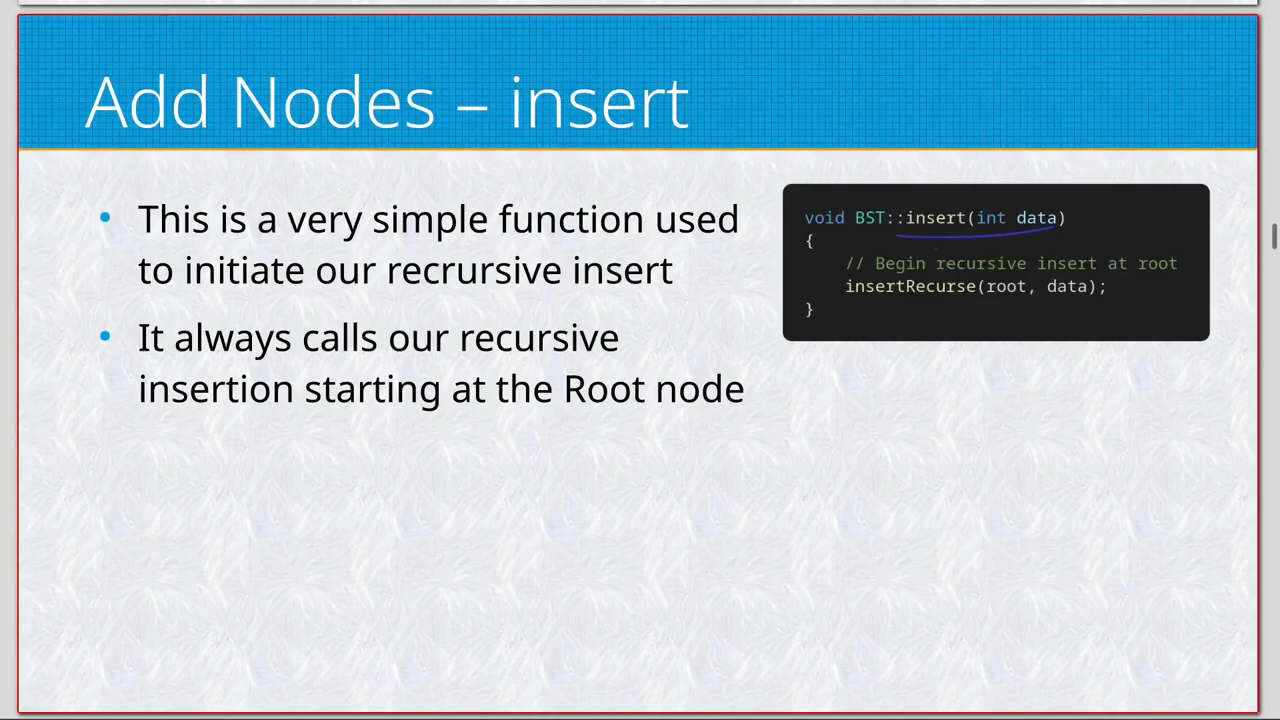 Add Nodes – insert
• This is a very simple function used
to initiate our recrursive insert
• It always calls our recursive
insertion starting at the Root node
void BST::insert(int data)
{
    // Begin recursive insert at root
    insertRecurse(root, data);
}